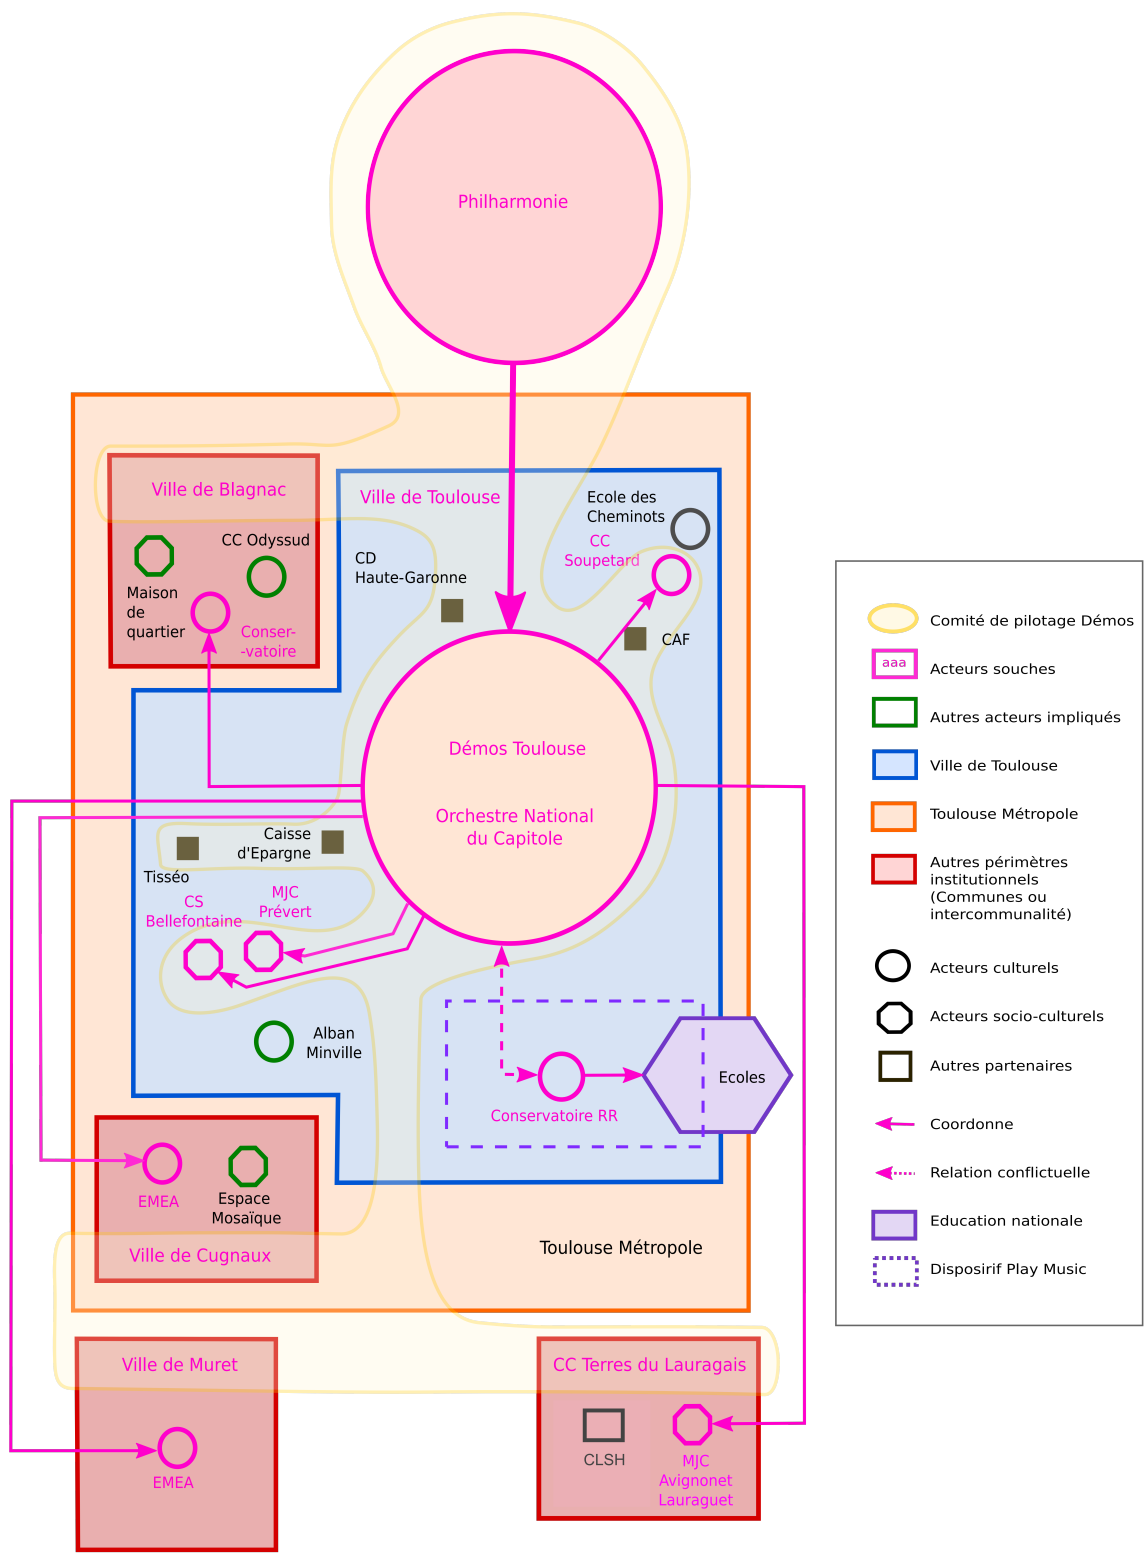 Philharmonie
Ville de Blagnac
CC Odyssud
Maison
de
quartier
Conser-
-vatoire
Ville de Toulouse
Ecole des
Cheminots
CC
Soupetard
CD
Haute-Garonne
CAF
Démos Toulouse
Orchestre National
du Capitole
Caisse
d'Epargne
Tisséo
CS
Bellefontaine
MJC
Prévert
Alban
Minville
Ecoles
Conservatoire RR
EMEA
Espace
Mosaïque
Ville de Cugnaux
Toulouse Métropole
Ville de Muret
EMEA
CC Terres du Lauragais
CLSH
MJC
Avignonet
Lauraguet
Comité de pilotage Démos
aaa
Acteurs souches
Autres acteurs impliqués
Ville de Toulouse
Toulouse Métropole
Autres périmètres
institutionnels
(Communes ou
intercommunalité)
Acteurs culturels
Acteurs socio-culturels
Autres partenaires
Coordonne
Relation conflictuelle
Education nationale
Disposirif Play Music